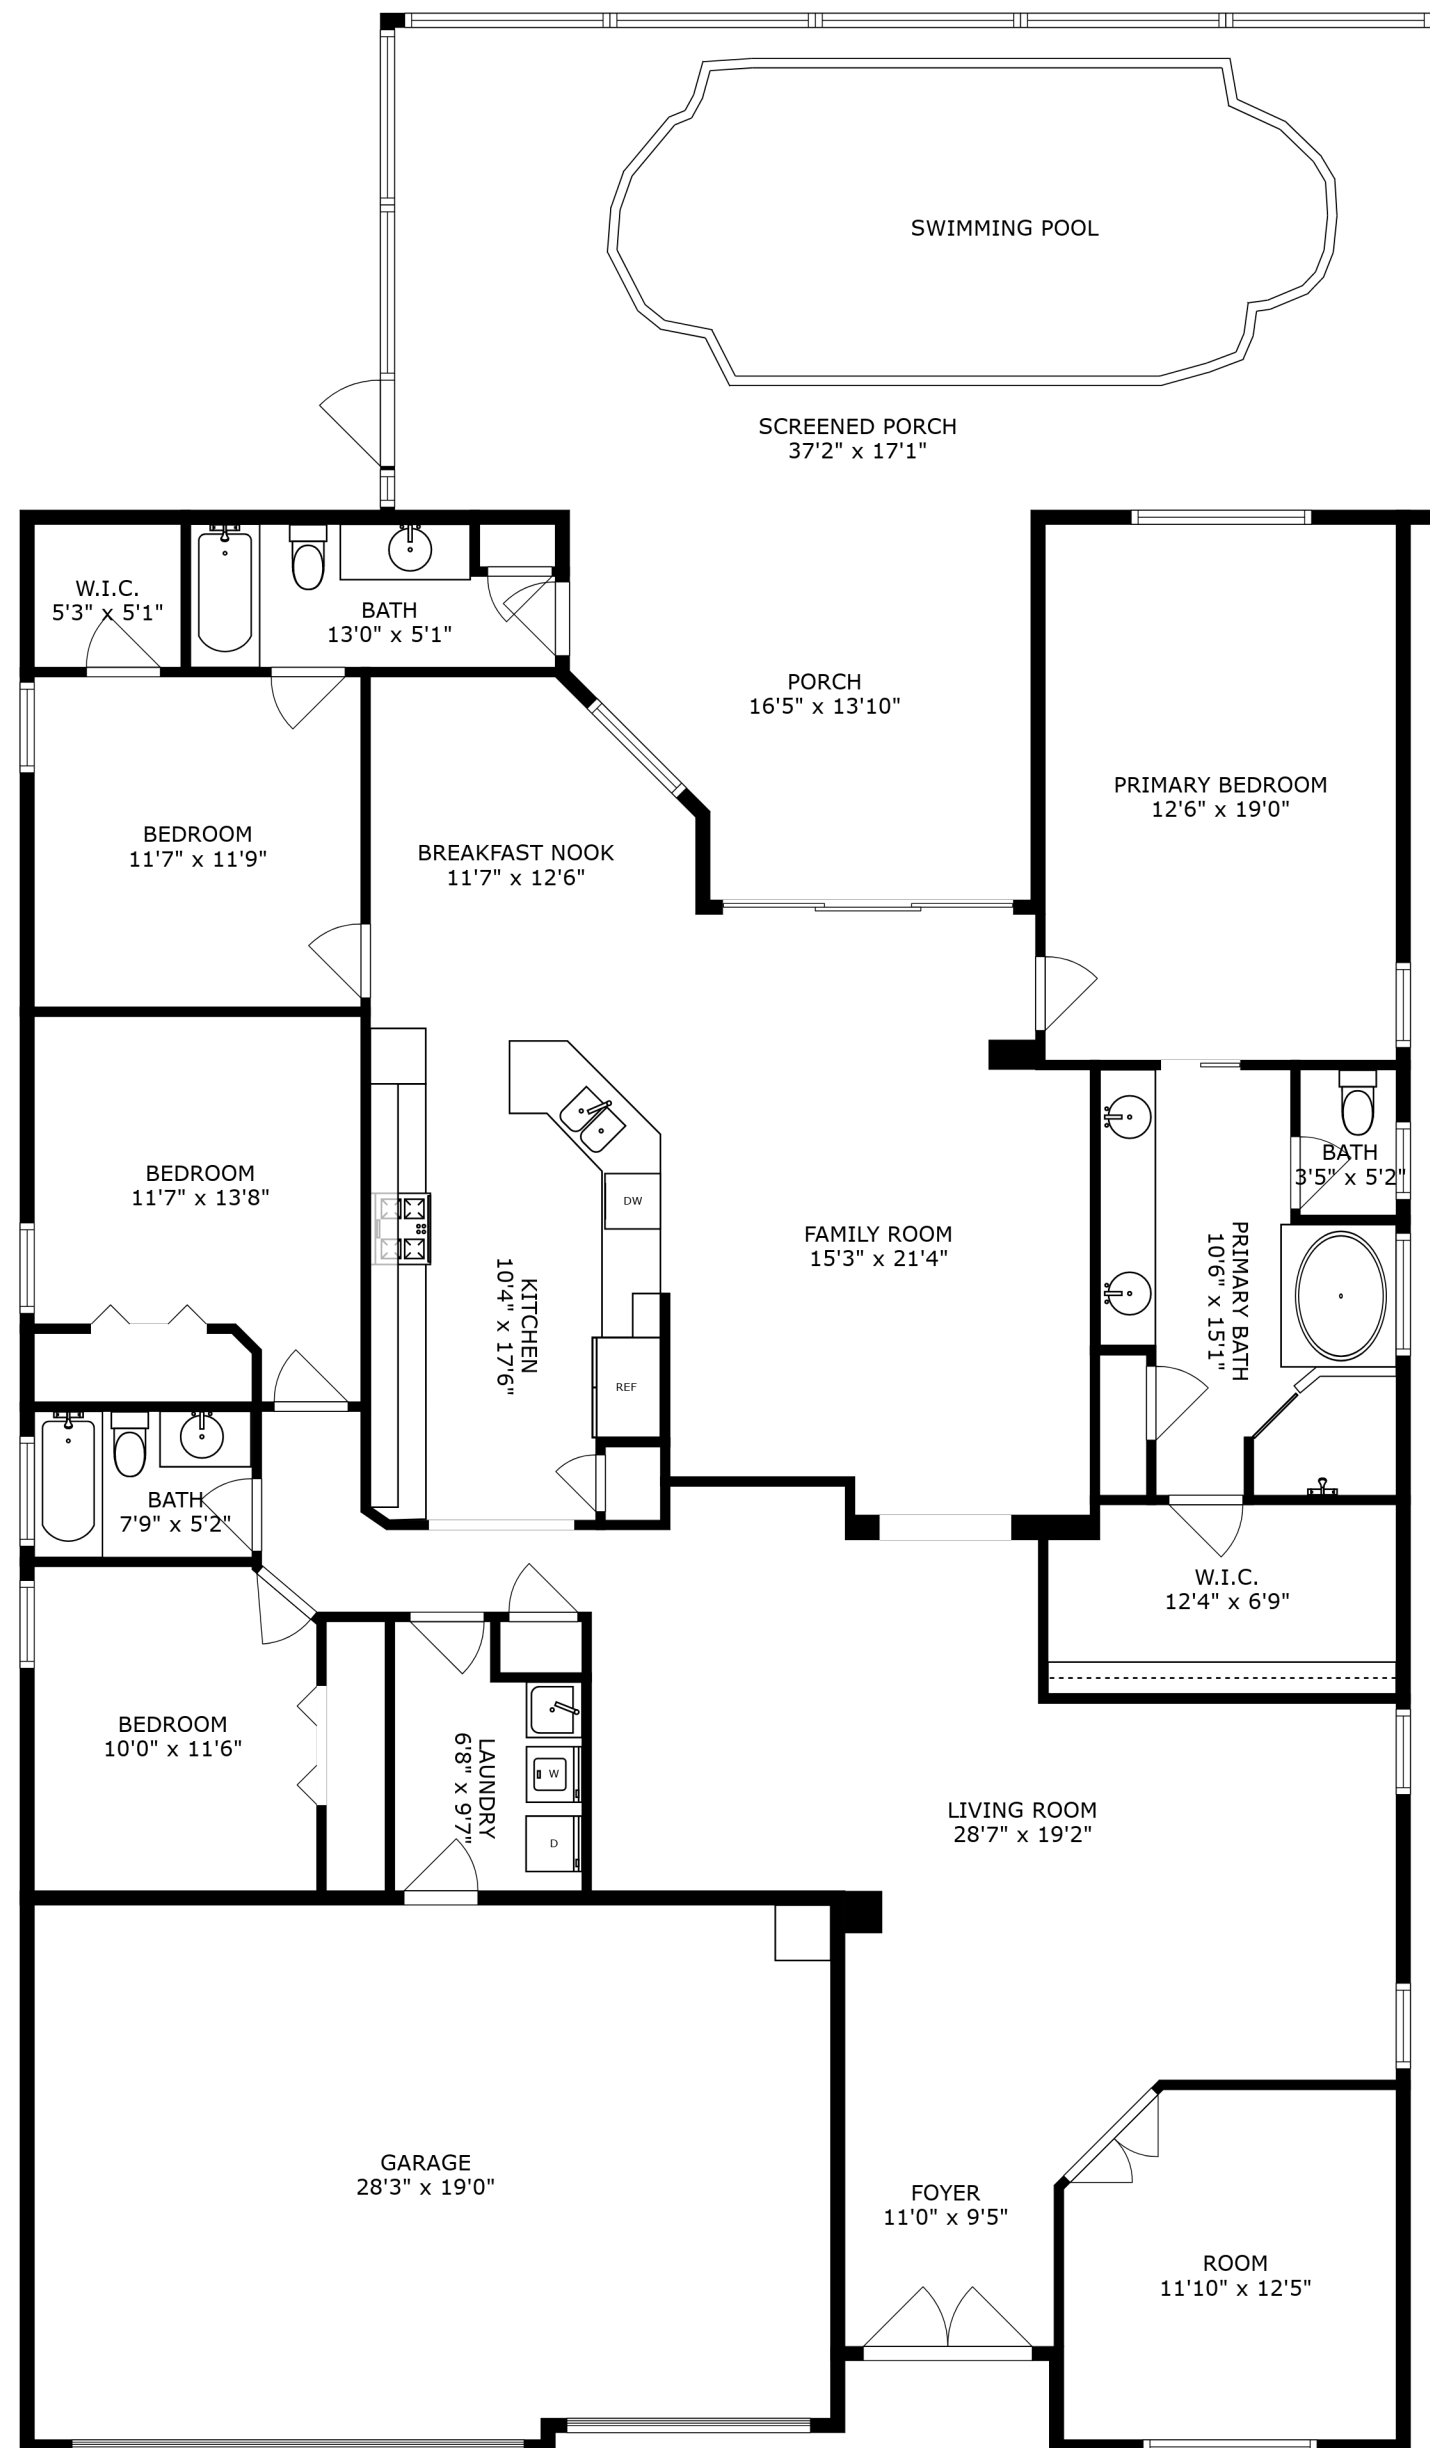 SWIMMING POOL
SCREENED PORCH
37'2" x 17'1"
W.I.C.
5'3" x 5'1"
BATH
13'0" x 5'1"
PORCH
16'5" x 13'10"
PRIMARY BEDROOM
12'6" x 19'0"
BEDROOM
11'7" x 11'9"
BREAKFAST NOOK
11'7" x 12'6"
BEDROOM
11'7" x 13'8"
DW
KITCHEN
10'4" x 17'6"
REF
FAMILY ROOM
15'3" x 21'4"
BATH
3'5" x 5'2"
PRIMARY BATH
10'6" x 15'1"
BATH
7'9" x 5'2"
W.I.C.
12'4" x 6'9"
BEDROOM
10'0" x 11'6"
LAUNDRY
6'8" x 9'7"
W
D
LIVING ROOM
28'7" x 19'2"
GARAGE
28'3" x 19'0"
FOYER
11'0" x 9'5"
ROOM
11'10" x 12'5"